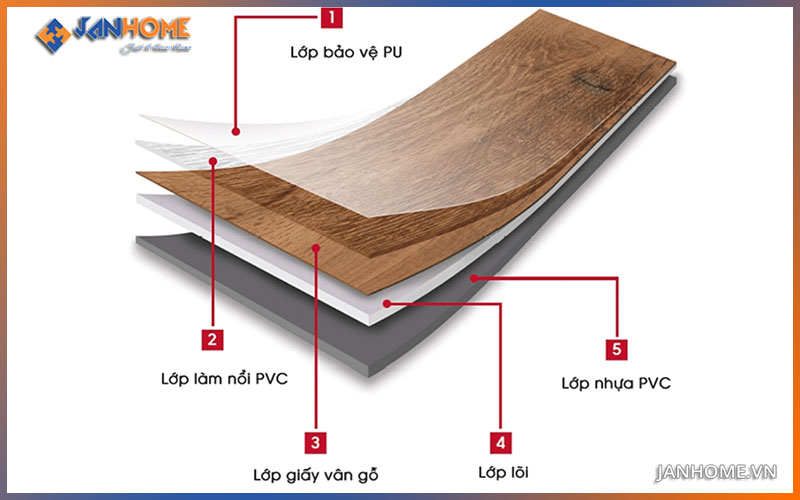 JANHOME
1
Lớp bảo vệ PU
2
Lớp làm nổi PVC
3
Lớp giấy vân gỗ
4
Lớp lõi
5
Lớp nhựa PVC
JANHOME.VN